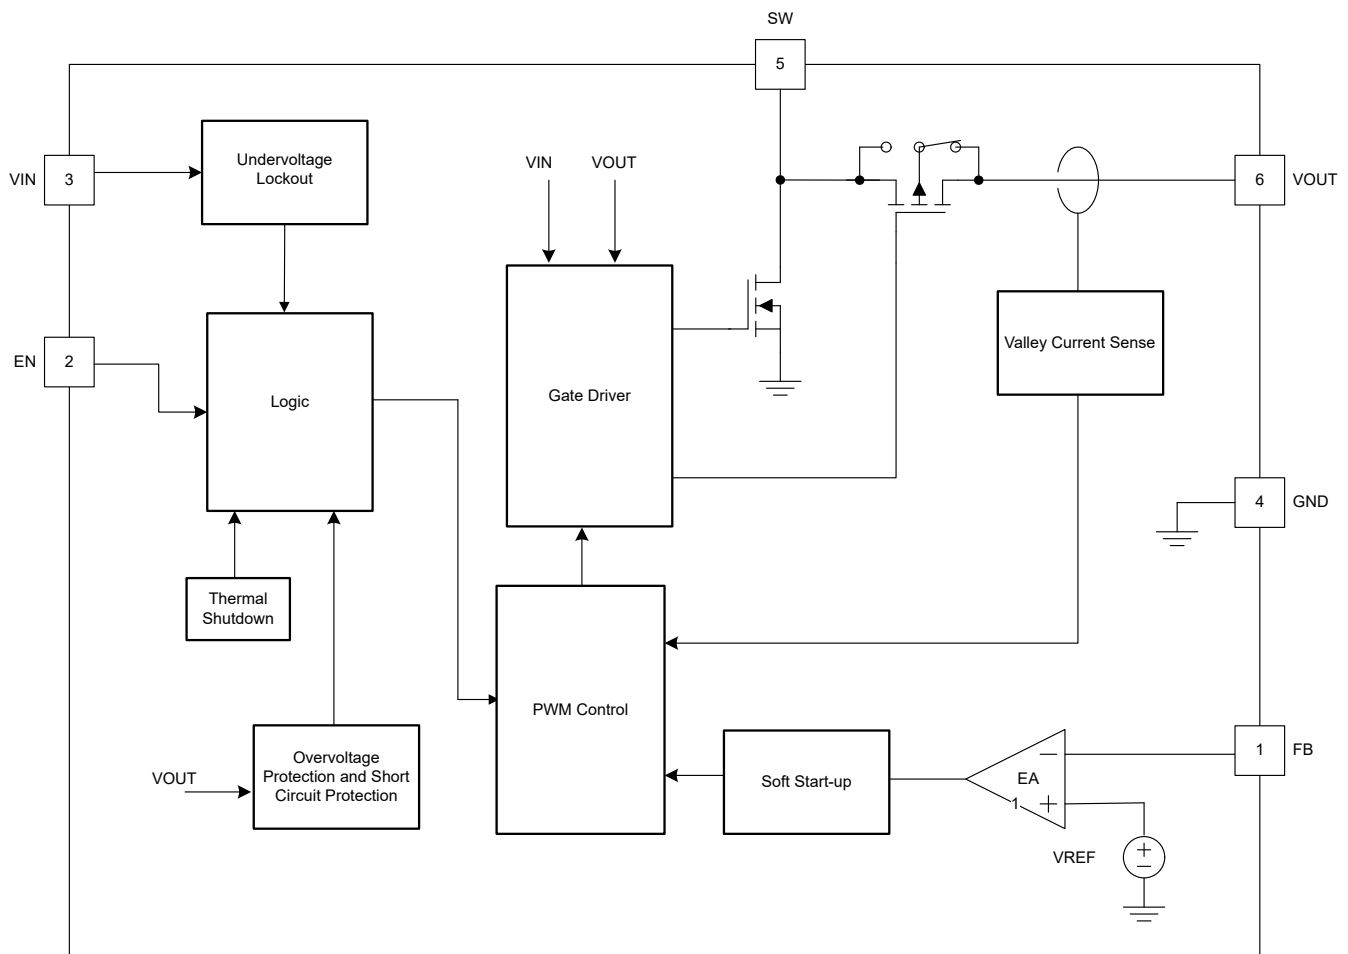 SW
5
VIN
3
Undervoltage
Lockout
VIN
VOUT
6
VOUT
EN
2
Logic
Gate Driver
Valley Current Sense
4
GND
Thermal
Shutdown
PWM Control
Overvoltage
Protection and Short
Circuit Protection
VOUT
Soft Start-up
EA
1
−
+
1
FB
VREF
+
−